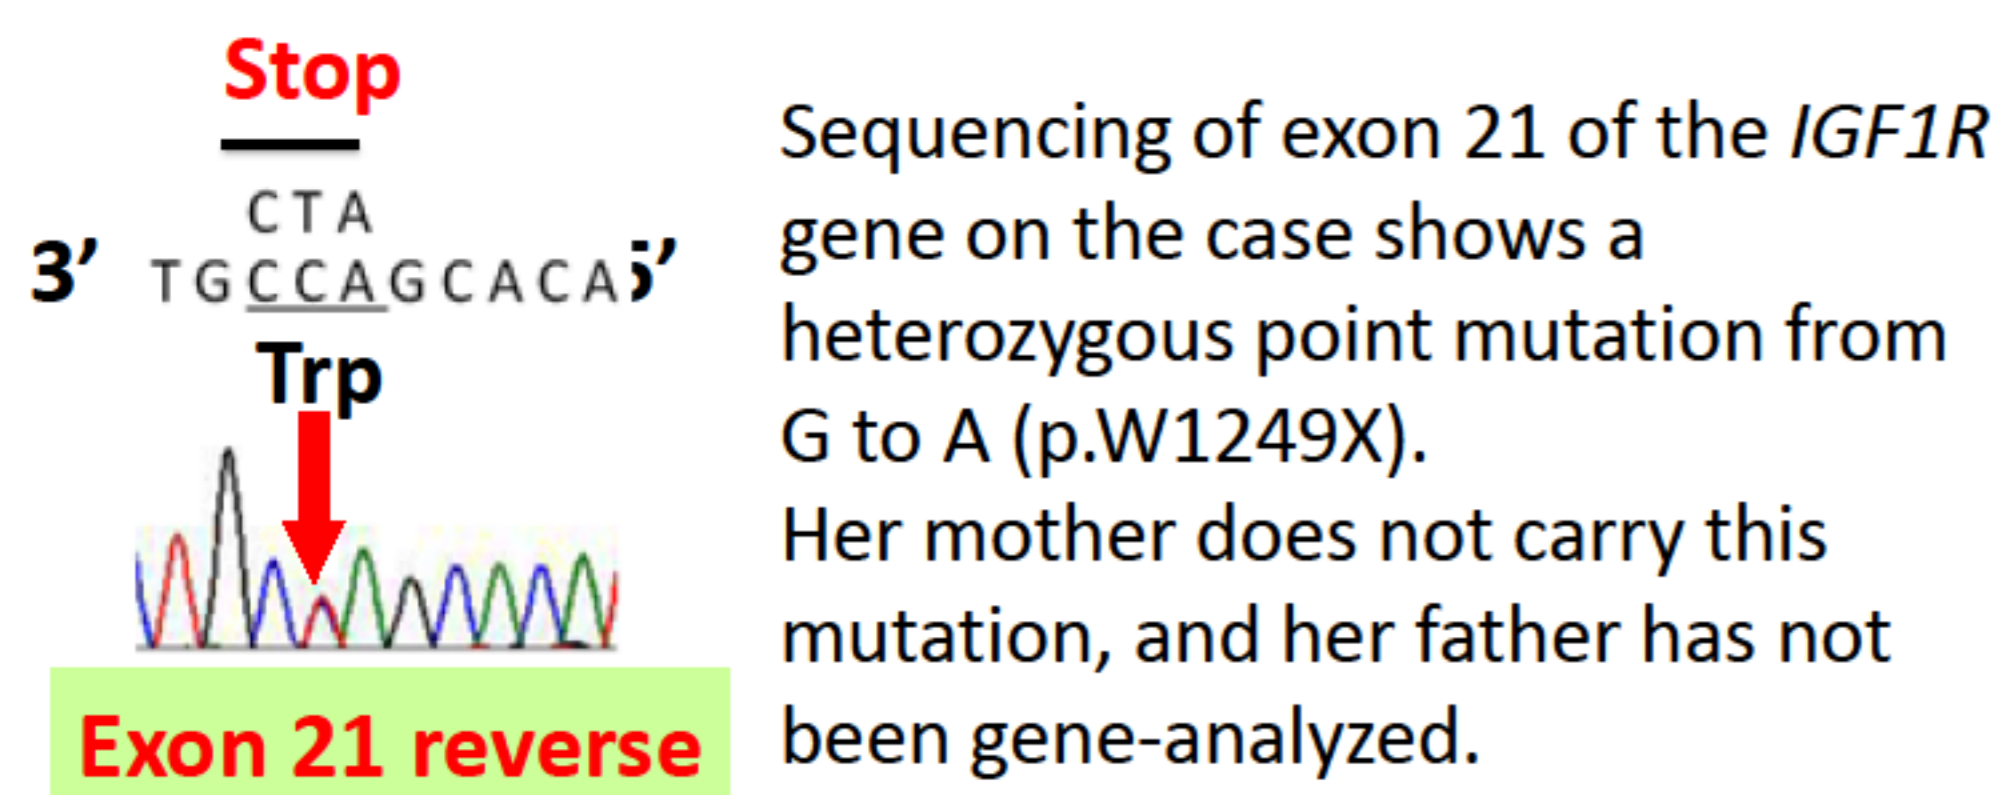 Stop
CTA
3’ TGCCAGCACA 5’
Trp
Exon 21 reverse
Sequencing of exon 21 of the IGF1R
gene on the case shows a
heterozygous point mutation from
G to A (p.W1249X).
Her mother does not carry this
mutation, and her father has not
been gene-analyzed.